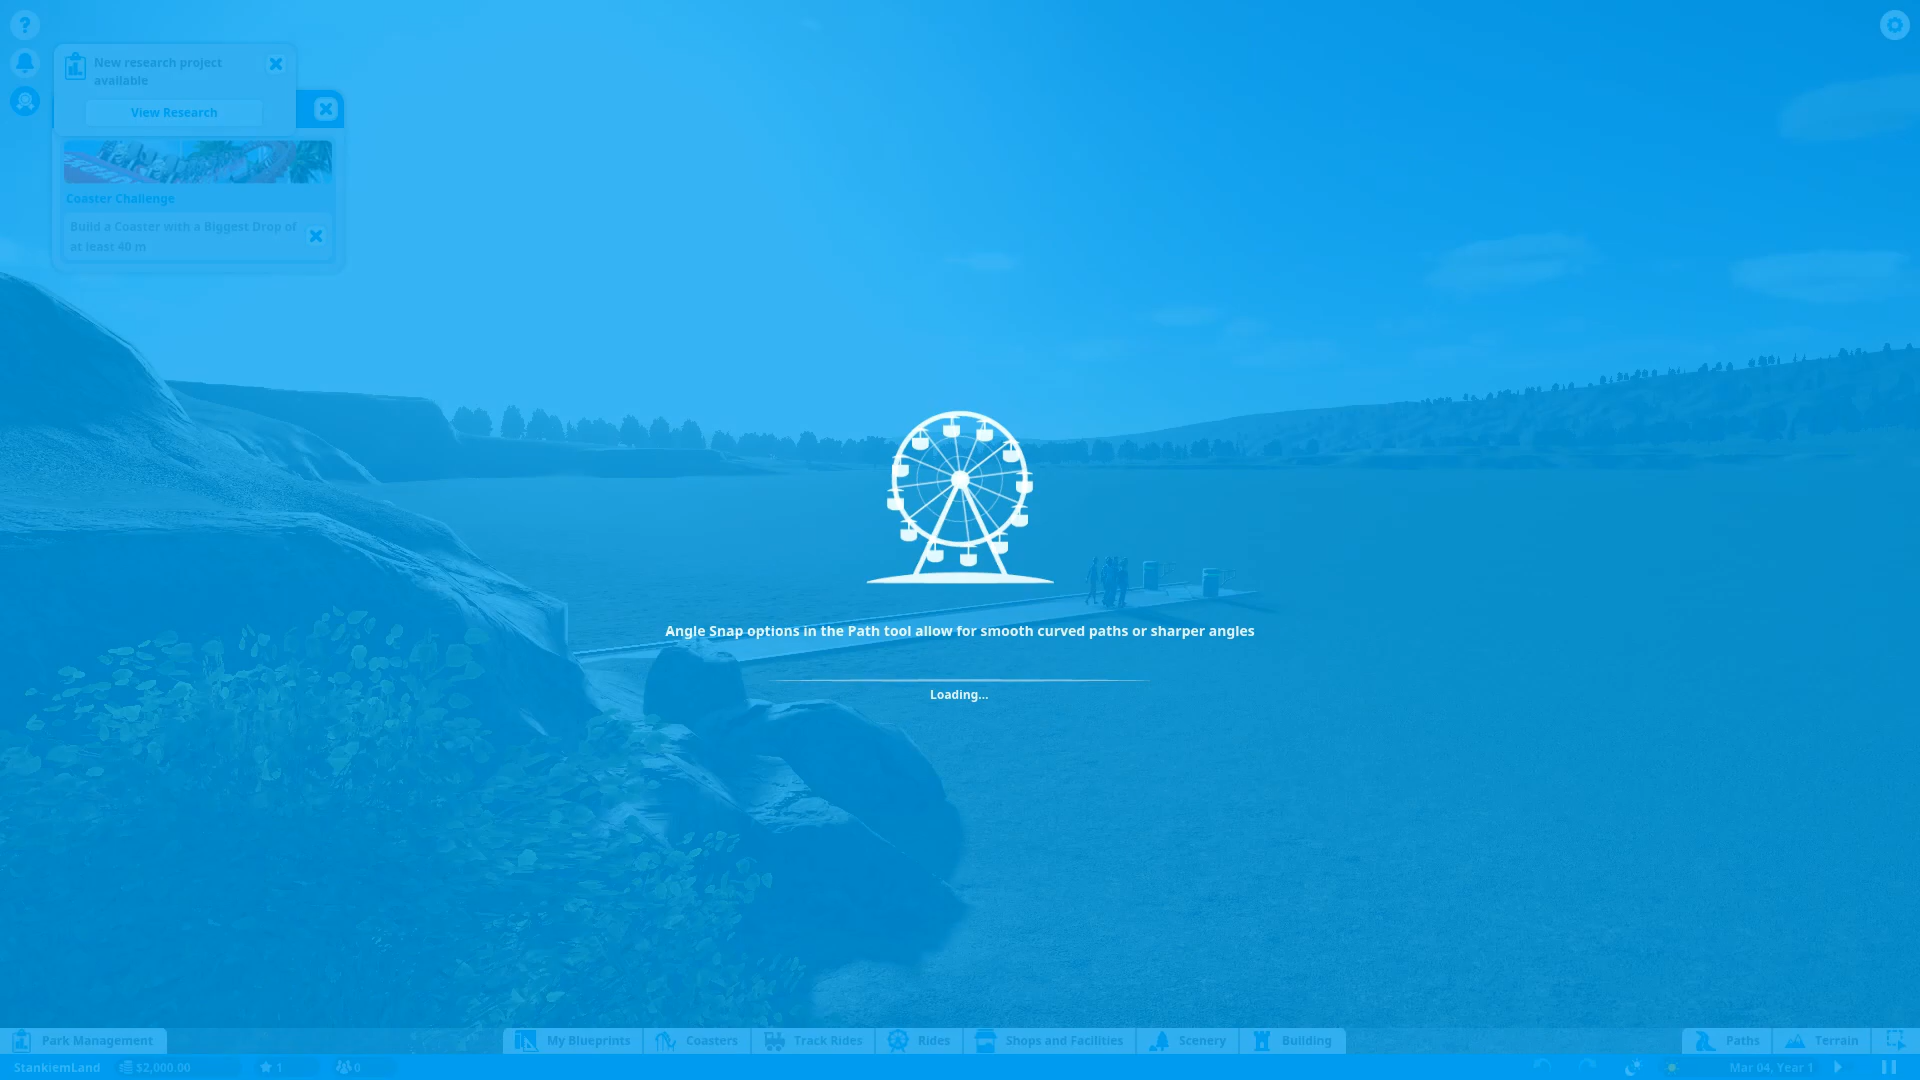 New research project
available
View Research
Coaster Challenge
Build a Coaster with a Biggest Drop of
at least 40 m
Angle Snap options in the Path tool allow for smooth curved paths or sharper angles
Loading...
Park Management
My Blueprints
Coasters
Track Rides
Rides
Shops and Facilities
Scenery
Building
Paths
Terrain
StankiemLand
$2,000.00
1
0
Mar 04, Year 1